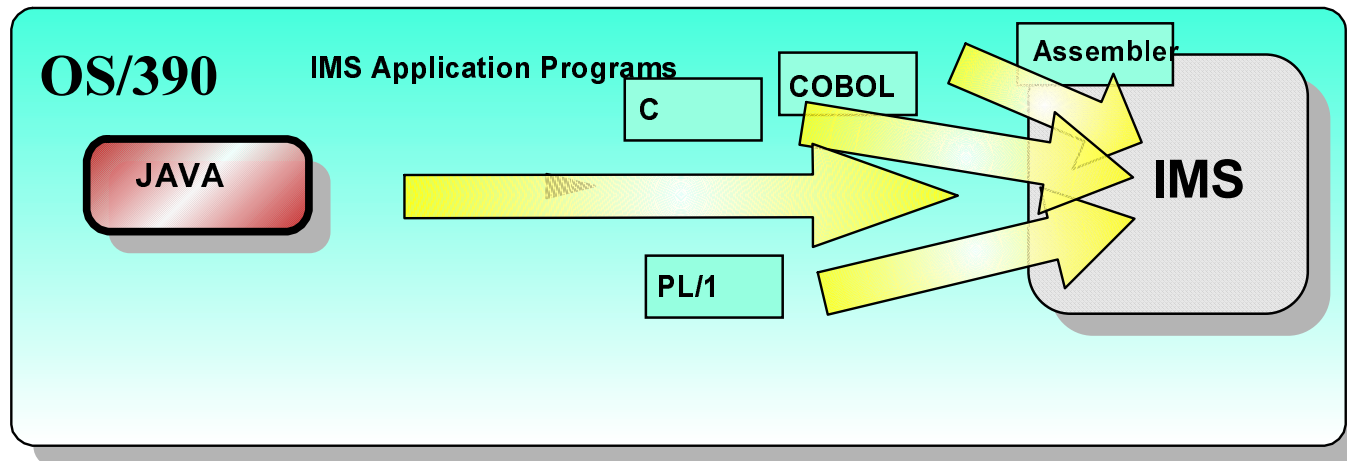 OS/390
IMS Application Programs
Assembler
COBOL
C
JAVA
IMS
PL/1